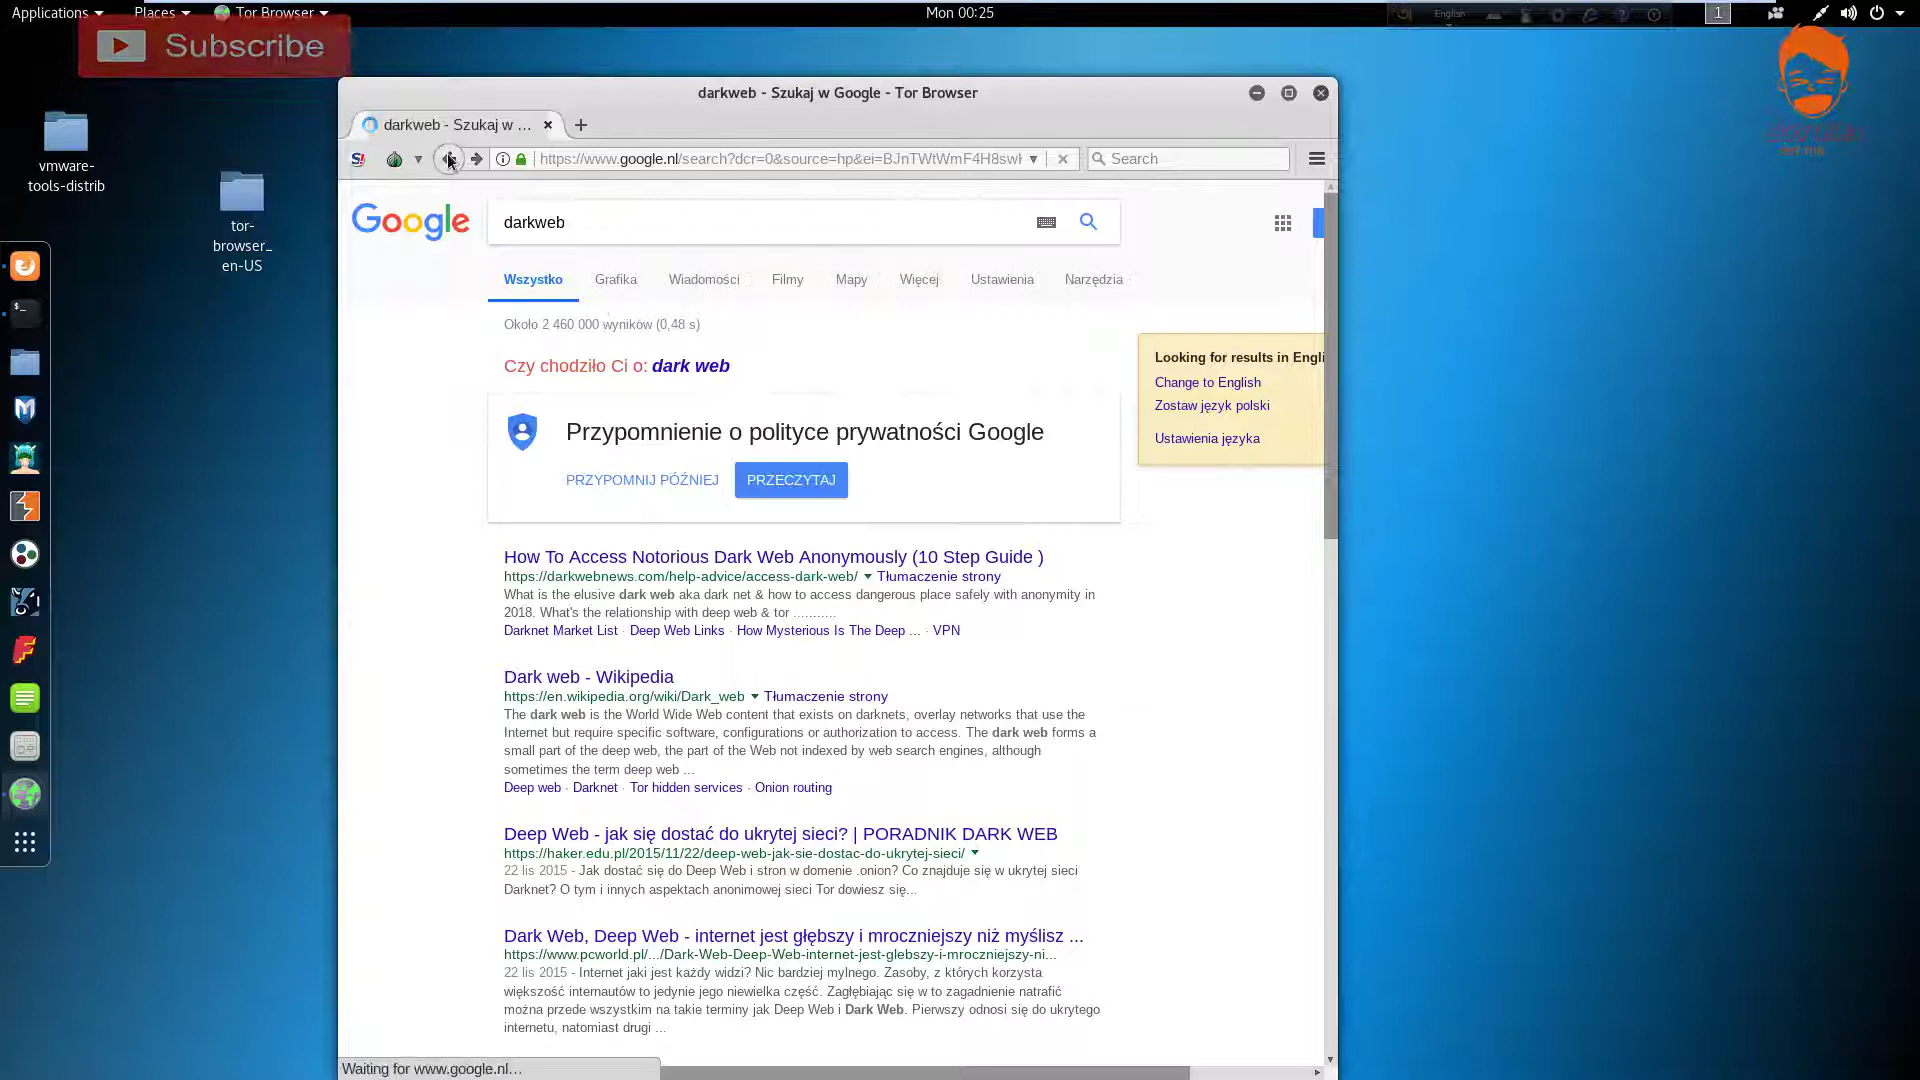 Applications Places Tor Browser Mon 00:25 English 1
Subscribe
vmware-
tools-distrib
tor-
browser_
en-US
darkweb - Szukaj w Google - Tor Browser
darkweb - Szukaj w …
https://www.google.nl/search?dcr=0&source=hp&ei=BJnTWtWmF4H8swI Search
Google darkweb
Wszystko Grafika Wiadomości Filmy Mapy Więcej Ustawienia Narzędzia
Około 2 460 000 wyników (0,48 s)
Czy chodziło Ci o: dark web
Looking for results in Engli
Change to English
Zostaw język polski
Ustawienia języka
Przypomnienie o polityce prywatności Google
PRZYPOMNIJ PÓŹNIEJ PRZECZYTAJ
How To Access Notorious Dark Web Anonymously (10 Step Guide )
https://darkwebnews.com/help-advice/access-dark-web/ Tłumaczenie strony
What is the elusive dark web aka dark net & how to access dangerous place safely with anonymity in
2018. What's the relationship with deep web & tor ...........
Darknet Market List · Deep Web Links · How Mysterious Is The Deep ... · VPN
Dark web - Wikipedia
https://en.wikipedia.org/wiki/Dark_web Tłumaczenie strony
The dark web is the World Wide Web content that exists on darknets, overlay networks that use the
Internet but require specific software, configurations or authorization to access. The dark web forms a
small part of the deep web, the part of the Web not indexed by web search engines, although
sometimes the term deep web ...
Deep web · Darknet · Tor hidden services · Onion routing
Deep Web - jak się dostać do ukrytej sieci? | PORADNIK DARK WEB
https://haker.edu.pl/2015/11/22/deep-web-jak-sie-dostac-do-ukrytej-sieci/
22 lis 2015 - Jak dostać się do Deep Web i stron w domenie .onion? Co znajduje się w ukrytej sieci
Darknet? O tym i innych aspektach anonimowej sieci Tor dowiesz się...
Dark Web, Deep Web - internet jest głębszy i mroczniejszy niż myślisz ...
https://www.pcworld.pl/.../Dark-Web-Deep-Web-internet-jest-glebszy-i-mroczniejszy-ni...
22 lis 2015 - Internet jaki jest każdy widzi? Nic bardziej mylnego. Zasoby, z których korzysta
większość internautów to jedynie jego niewielka część. Zagłębiając się w to zagadnienie natrafić
można przede wszystkim na takie terminy jak Deep Web i Dark Web. Pierwszy odnosi się do ukrytego
internetu, natomiast drugi ...
Waiting for www.google.nl…